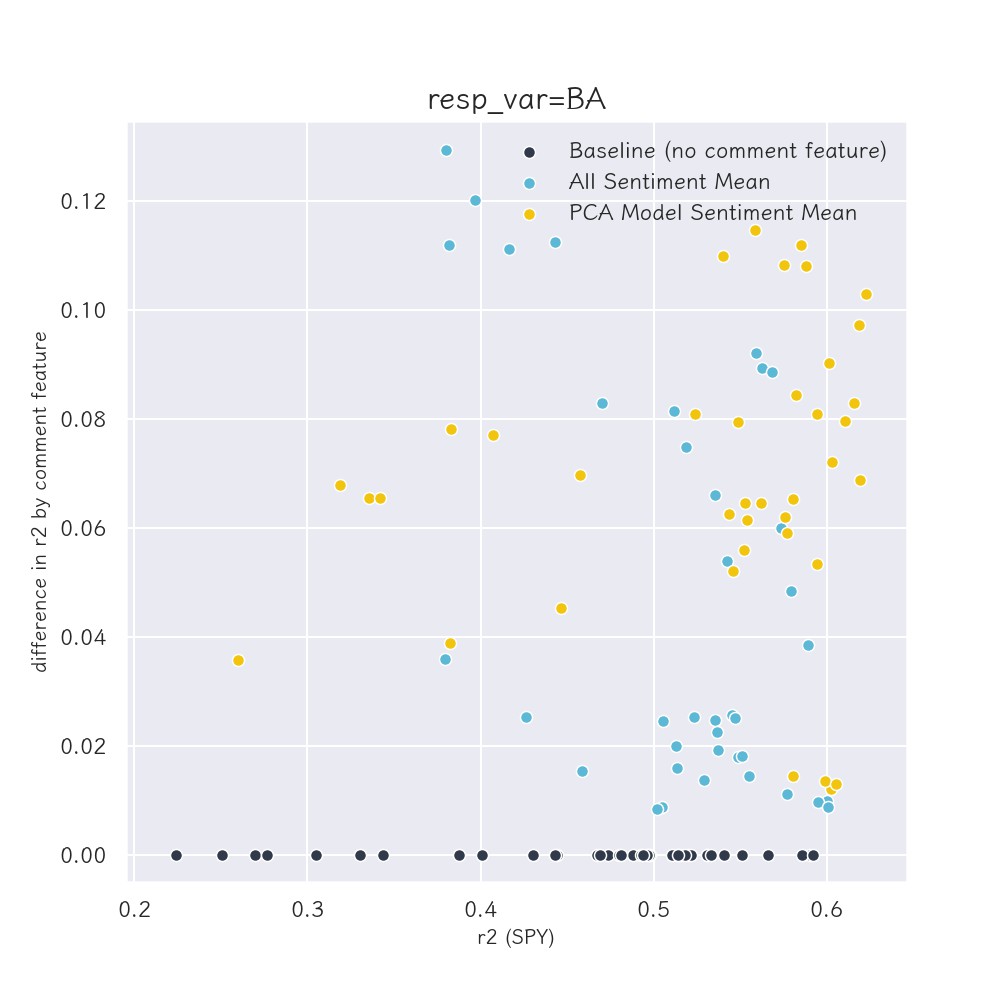 resp_var=BA
Baseline (no comment feature)
All Sentiment Mean
PCA Model Sentiment Mean
0.12
0.10
0.08
0.06
0.04
0.02
0.00
difference in r2 by comment feature
0.2 0.3 0.4 0.5 0.6
r2 (SPY)